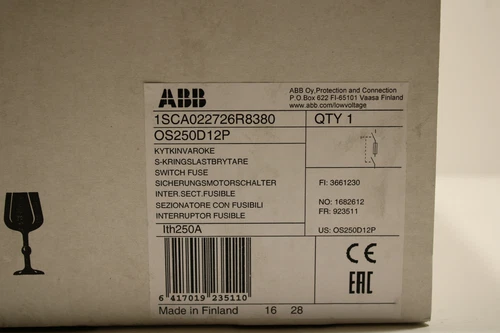 ABB
ABB Oy, Protection and Connection
P.O.Box 622 FI-65101 Vaasa Finland
www.abb.com/lowvoltage
1SCA022726R8380
QTY 1
OS250D12P
KYTKINVAROKE
S-KRINGSLASTBRYTARE
SWITCH FUSE
SICHERUNGSMOTORSCHALTER
INTER.SECT.FUSIBLE
SEZIONATORE CON FUSIBILI
INTERRUPTOR FUSIBLE
FI: 3661230
NO: 1682612
FR: 923511
US: OS250D12P
Ith250A
CE
EAC
6 417019 235110
Made in Finland 16 28